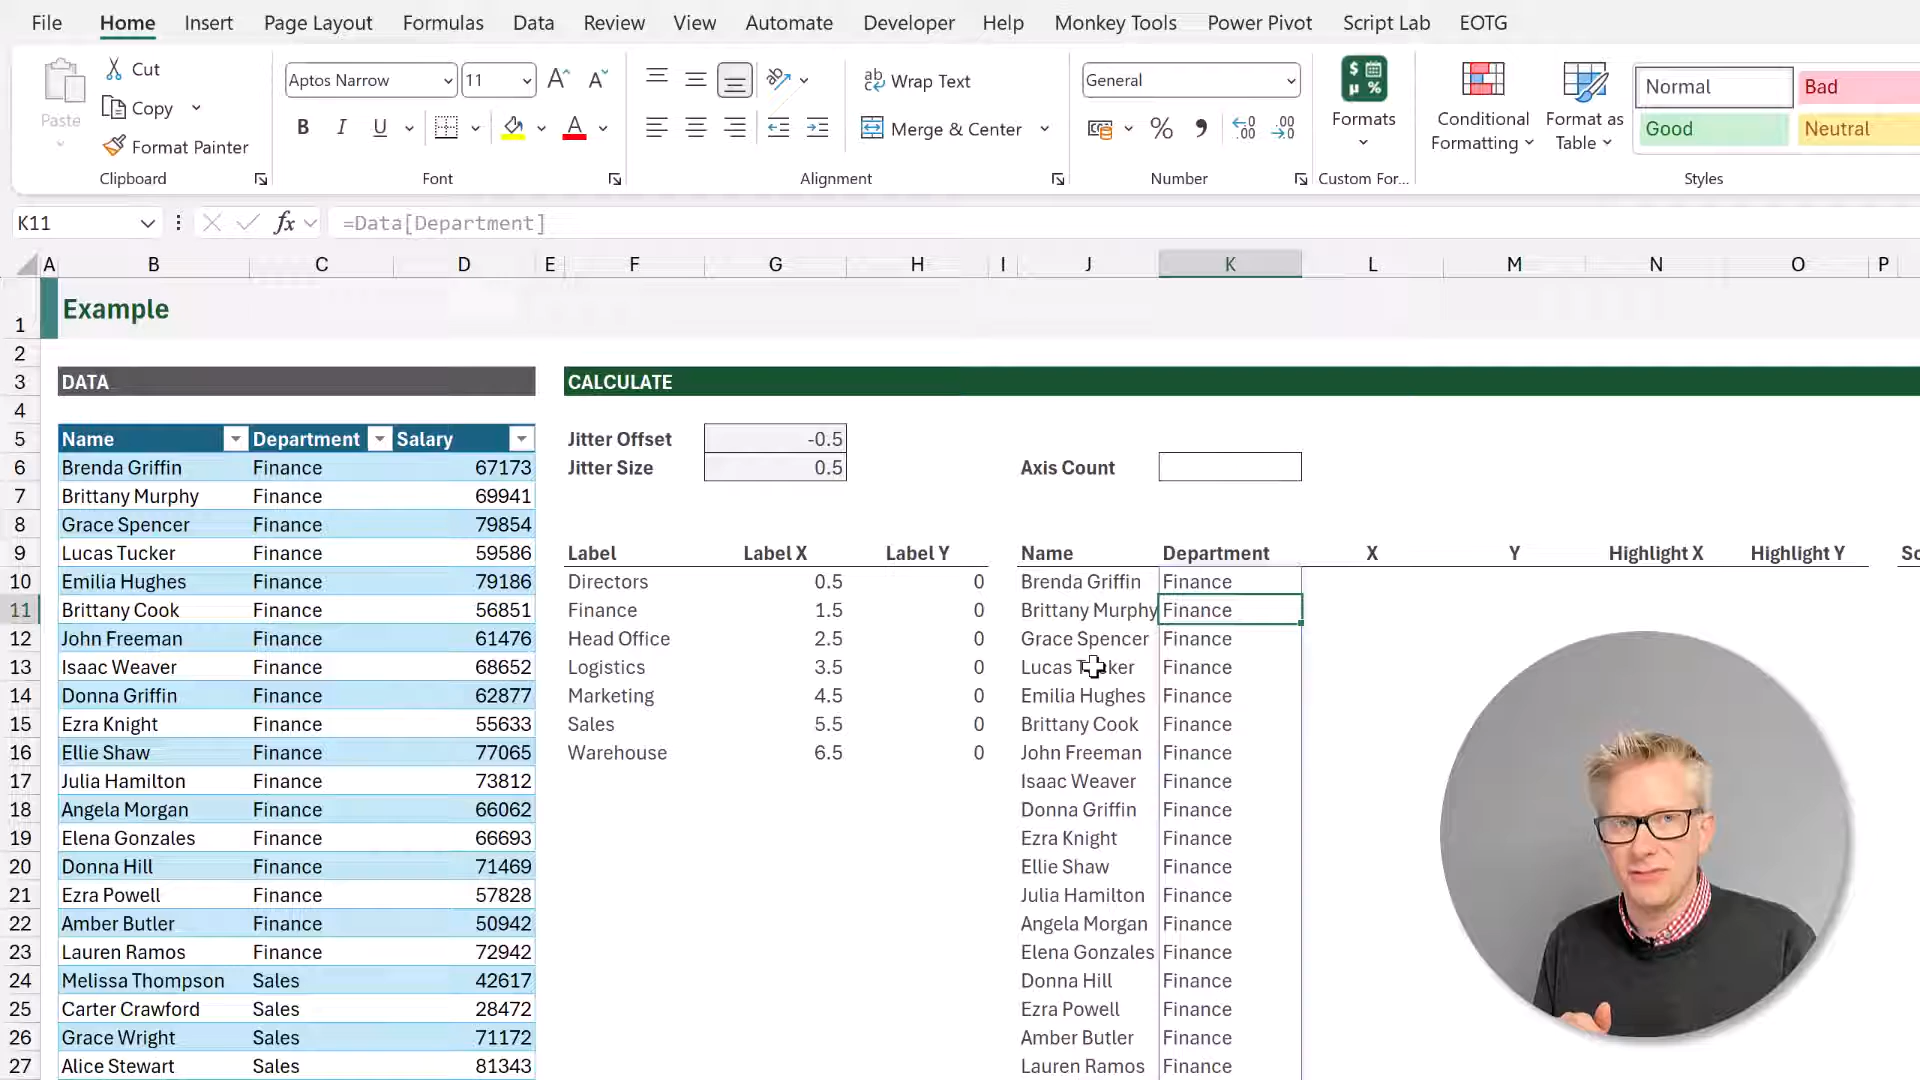 File Home Insert Page Layout Formulas Data Review View Automate Developer Help Monkey Tools Power Pivot Script Lab EOTG
Paste
Cut
Copy
Format Painter
Clipboard
Aptos Narrow 11
B I U
Font
Wrap Text
Merge & Center
Alignment
General
Number
Formats
Custom For...
Conditional Formatting
Format as Table
Normal Bad
Good Neutral
Styles
K11 fx =Data[Department]
A B C D E F G H I J K L M N O P
1 Example
2
3 DATA CALCULATE
4
5 Name Department Salary Jitter Offset -0.5
6 Brenda Griffin Finance 67173 Jitter Size 0.5 Axis Count
7 Brittany Murphy Finance 69941
8 Grace Spencer Finance 79854
9 Lucas Tucker Finance 59586 Label Label X Label Y Name Department X Y Highlight X Highlight Y
10 Emilia Hughes Finance 79186 Directors 0.5 0 Brenda Griffin Finance
11 Brittany Cook Finance 56851 Finance 1.5 0 Brittany Murphy Finance
12 John Freeman Finance 61476 Head Office 2.5 0 Grace Spencer Finance
13 Isaac Weaver Finance 68652 Logistics 3.5 0 Lucas Tucker Finance
14 Donna Griffin Finance 62877 Marketing 4.5 0 Emilia Hughes Finance
15 Ezra Knight Finance 55633 Sales 5.5 0 Brittany Cook Finance
16 Ellie Shaw Finance 77065 Warehouse 6.5 0 John Freeman Finance
17 Julia Hamilton Finance 73812 Isaac Weaver Finance
18 Angela Morgan Finance 66062 Donna Griffin Finance
19 Elena Gonzales Finance 66693 Ezra Knight Finance
20 Donna Hill Finance 71469 Ellie Shaw Finance
21 Ezra Powell Finance 57828 Julia Hamilton Finance
22 Amber Butler Finance 50942 Angela Morgan Finance
23 Lauren Ramos Finance 72942 Elena Gonzales Finance
24 Melissa Thompson Sales 42617 Donna Hill Finance
25 Carter Crawford Sales 28472 Ezra Powell Finance
26 Grace Wright Sales 71172 Amber Butler Finance
27 Alice Stewart Sales 81343 Lauren Ramos Finance